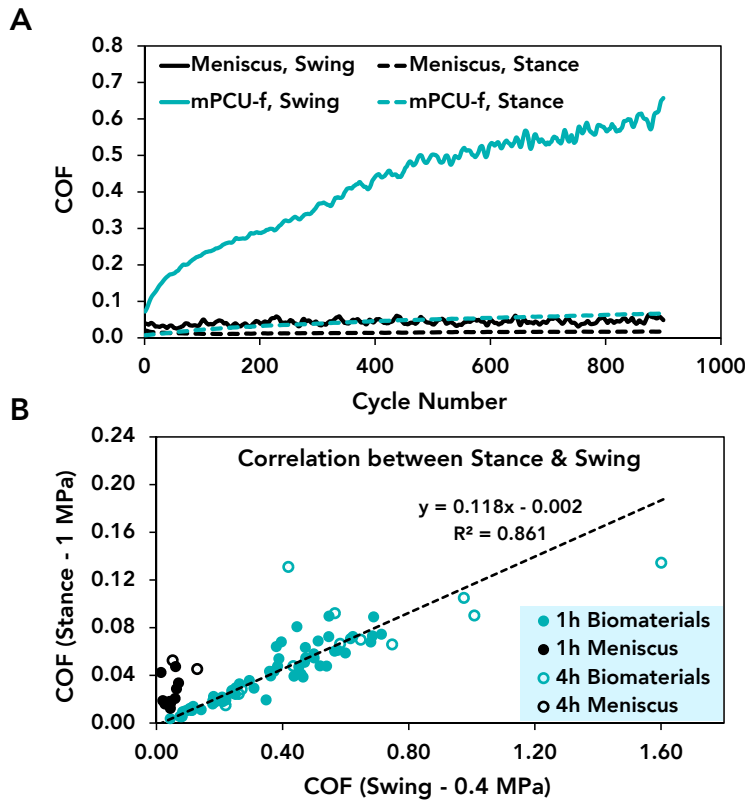 A
COF
0.8
0.7
0.6
0.5
0.4
0.3
0.2
0.1
0.0
Meniscus, Swing
Meniscus, Stance
mPCU-f, Swing
mPCU-f, Stance
0
200
400
600
800
1000
Cycle Number
B
COF (Stance - 1 MPa)
0.24
0.20
0.16
0.12
0.08
0.04
0.00
Correlation between Stance & Swing
y = 0.118x - 0.002
R² = 0.861
1h Biomaterials
1h Meniscus
4h Biomaterials
4h Meniscus
0.00
0.40
0.80
1.20
1.60
COF (Swing - 0.4 MPa)